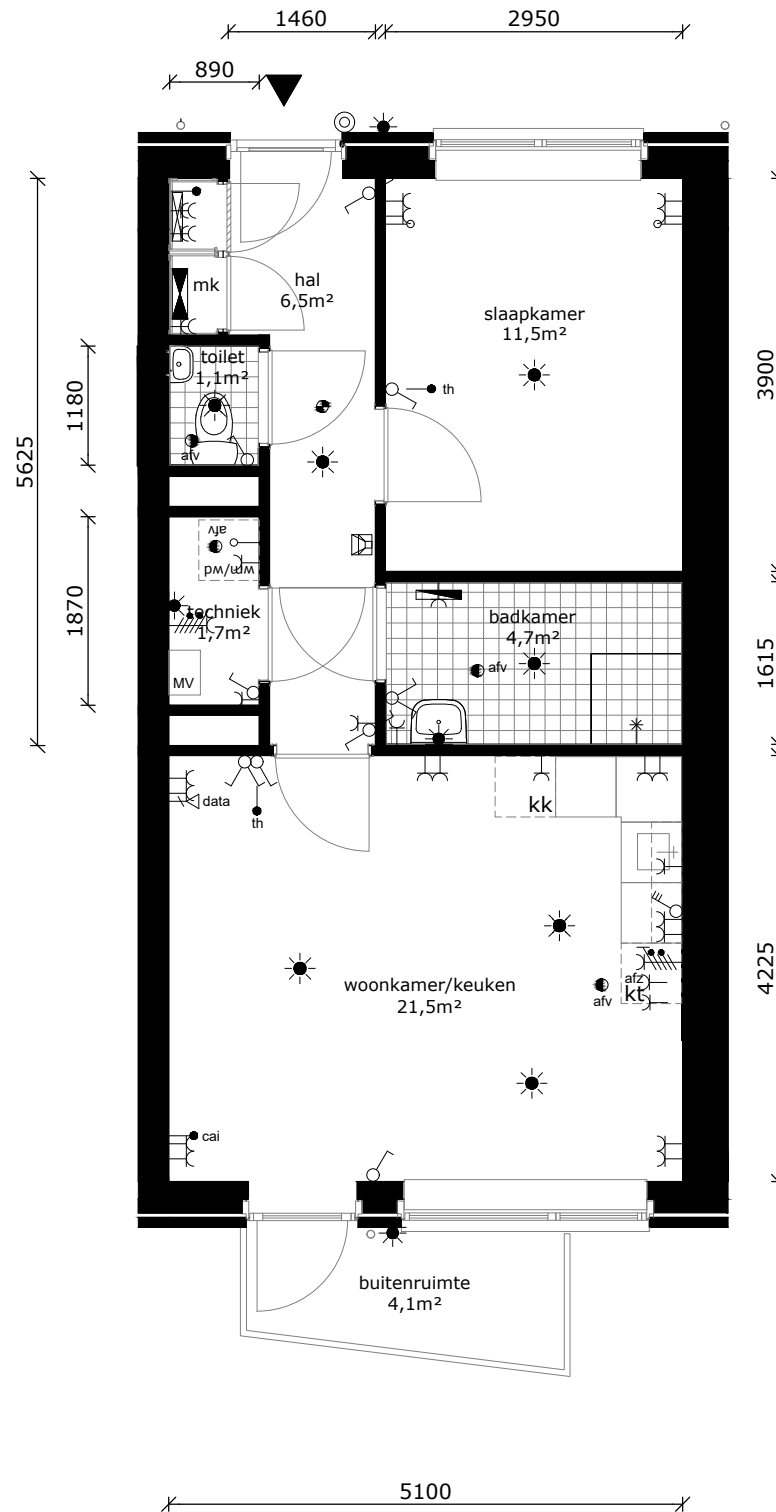 1460
2950
890
mk
hal
6,5m²
slaapkamer
11,5m²
3900
toilet
1,1m²
1180
th
afv
5625
afv
wm/wd
techniek
1,7m²
1870
badkamer
4,7m²
afv
1615
MV
data
th
kk
woonkamer/keuken
21,5m²
afz
kt
afv
4225
cai
buitenruimte
4,1m²
5100